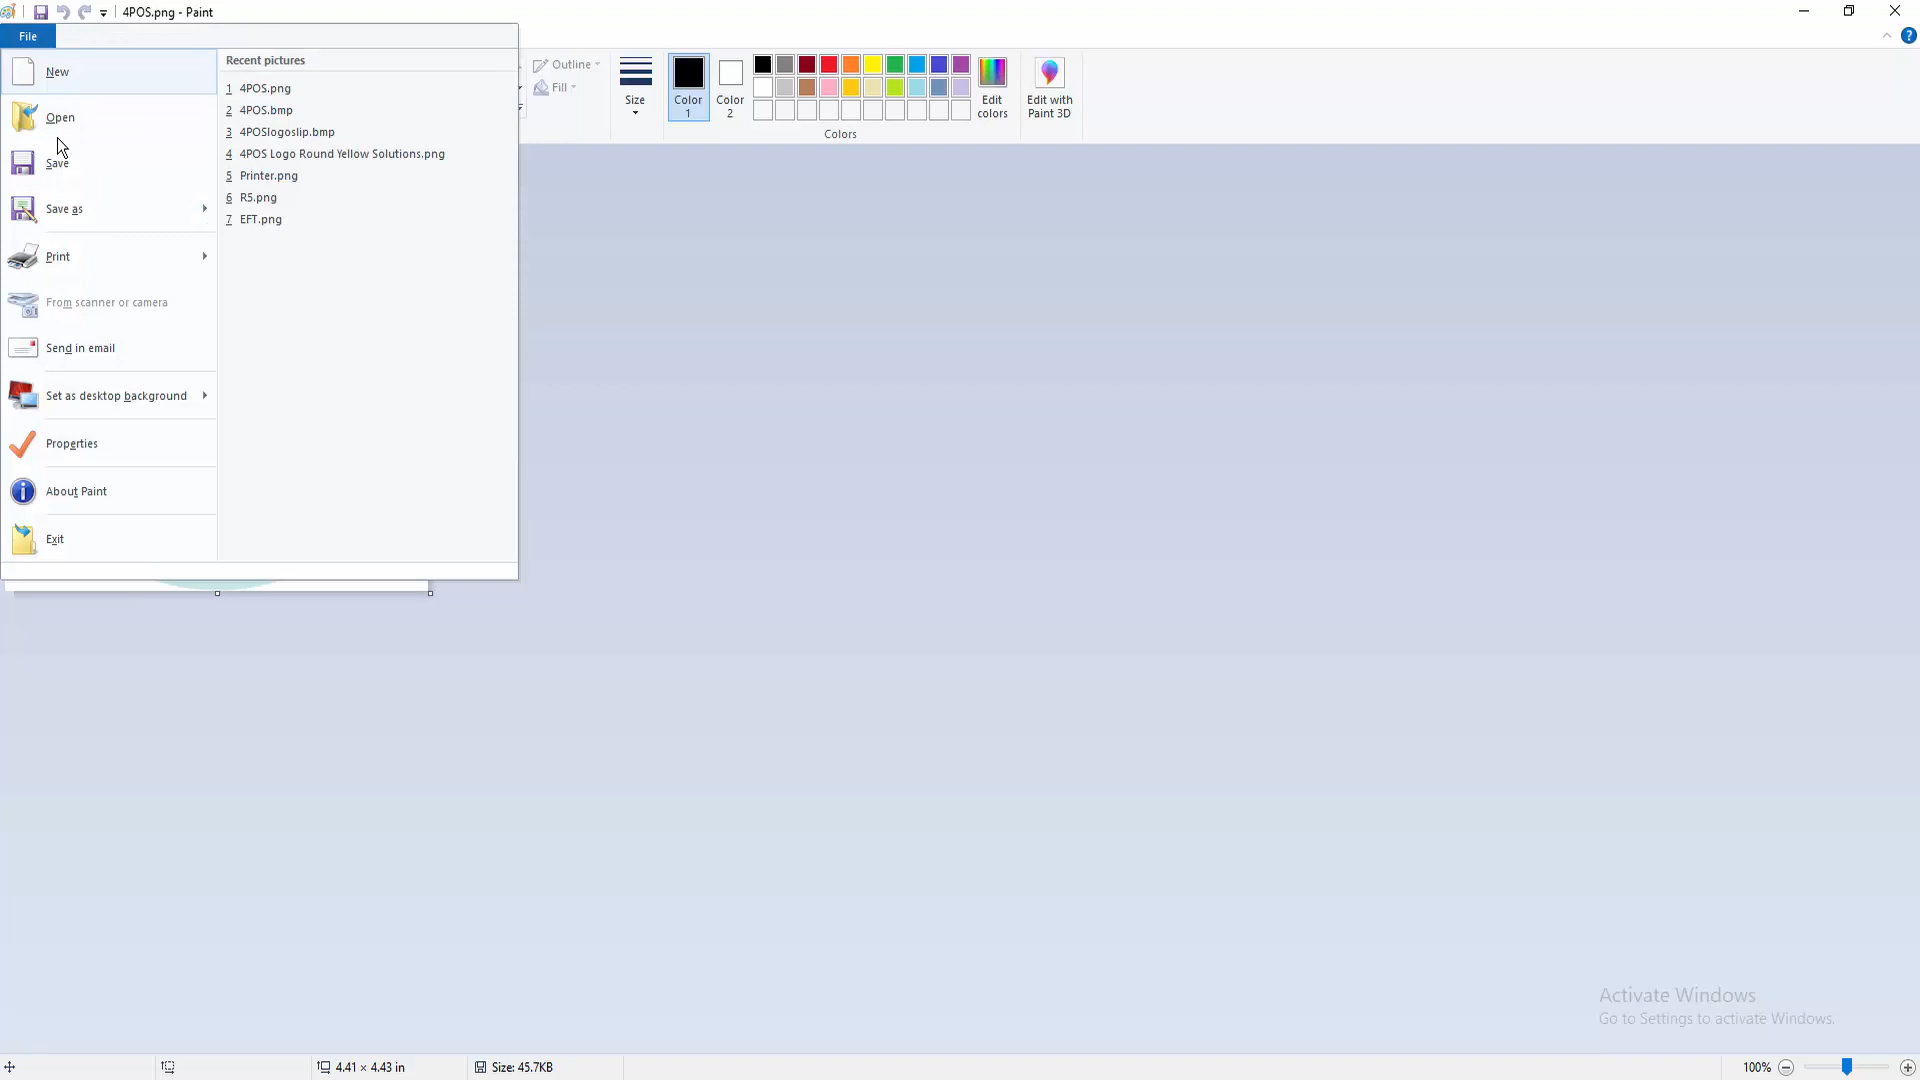 4POS.png - Paint
File
New
Open
Save
Save as
Print
From scanner or camera
Send in email
Set as desktop background
Properties
About Paint
Exit
Recent pictures
1 4POS.png
2 4POS.bmp
3 4POSlogoslip.bmp
4 4POS Logo Round Yellow Solutions.png
5 Printer.png
6 R5.png
7 EFT.png
Outline
Fill
Size
Color 1
Color 2
Edit colors
Edit with Paint 3D
Colors
Activate Windows
Go to Settings to activate Windows.
4.41 × 4.43 in
Size: 45.7KB
100%